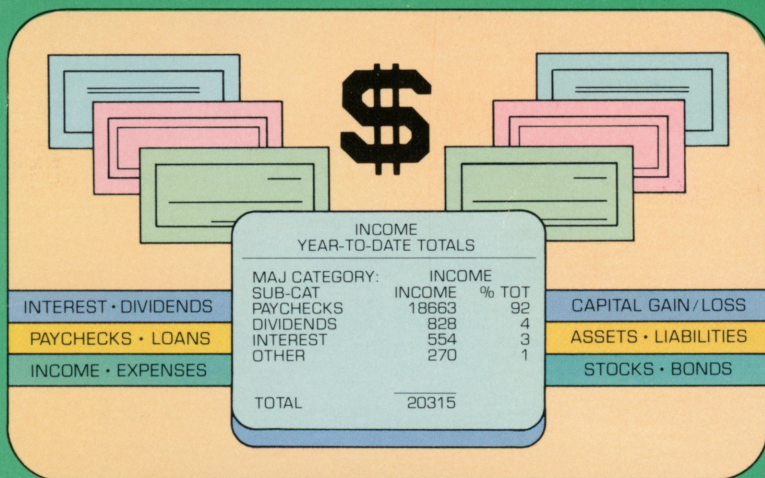 $
INCOME
YEAR-TO-DATE TOTALS
MAJ CATEGORY: INCOME
SUB-CAT INCOME % TOT
PAYCHECKS 18663 92
DIVIDENDS 828 4
INTEREST 554 3
OTHER 270 1
TOTAL 20315
INTEREST • DIVIDENDS
PAYCHECKS • LOANS
INCOME • EXPENSES
CAPITAL GAIN/LOSS
ASSETS • LIABILITIES
STOCKS • BONDS